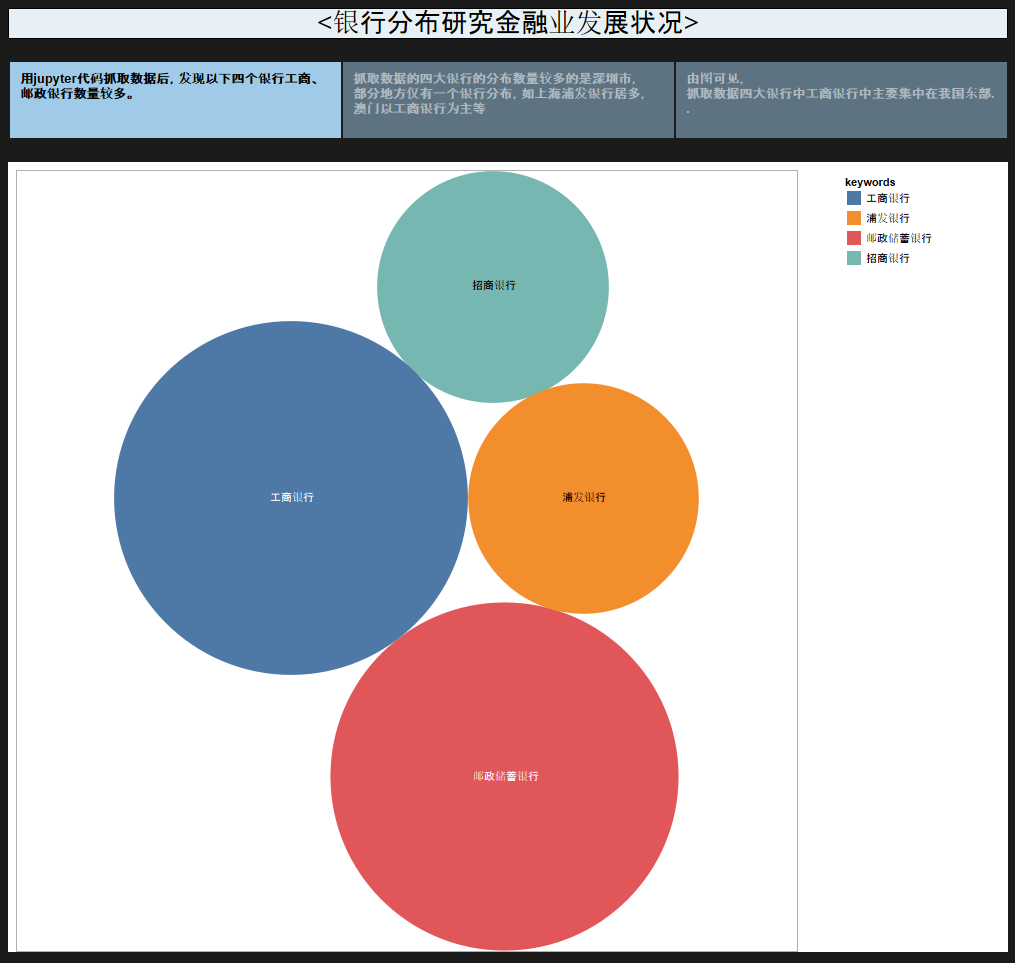 <银行分布研究金融业发展状况>
用jupyter代码抓取数据后, 发现以下四个银行工商、
邮政银行数量较多。
抓取数据的四大银行的分布数量较多的是深圳市,
部分地方仅有一个银行分布, 如上海浦发银行居多,
澳门以工商银行为主等
由图可见,
抓取数据四大银行中工商银行中主要集中在我国东部.
.
keywords
工商银行
浦发银行
邮政储蓄银行
招商银行
招商银行
工商银行
浦发银行
邮政储蓄银行